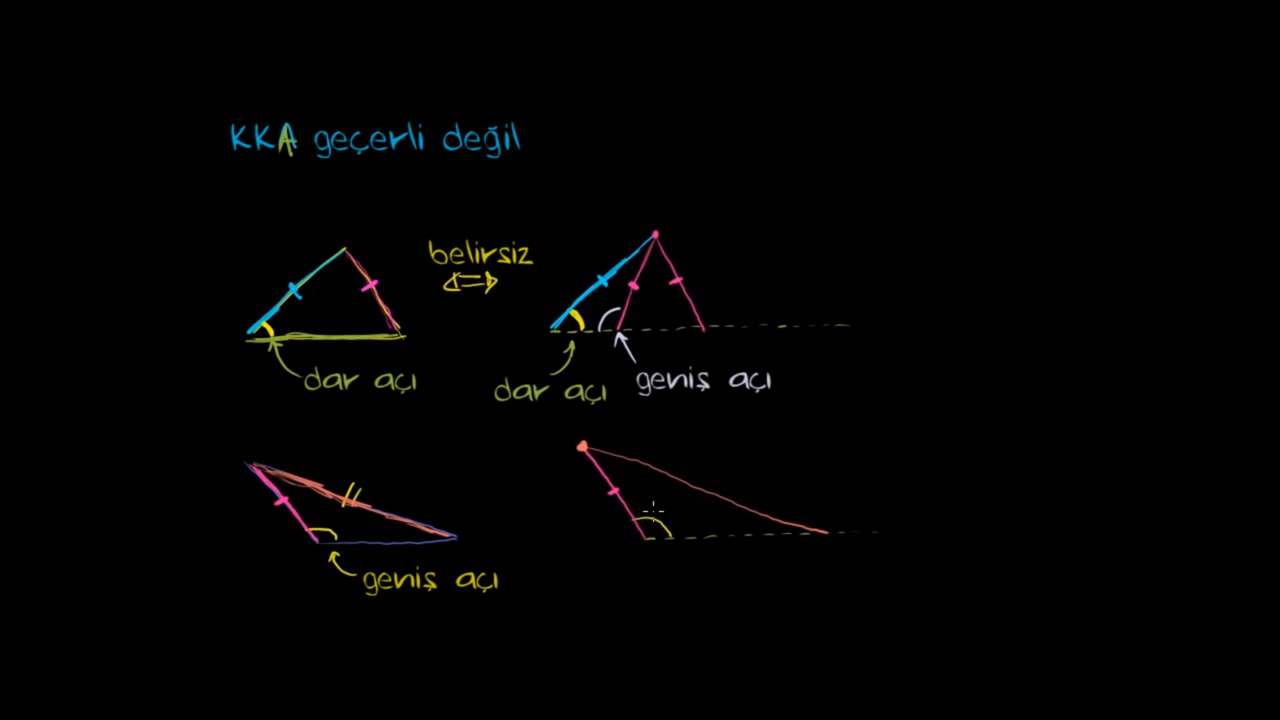 KKA geçerli değil
belirsiz
dar açı
dar açı
geniş açı
geniş açı